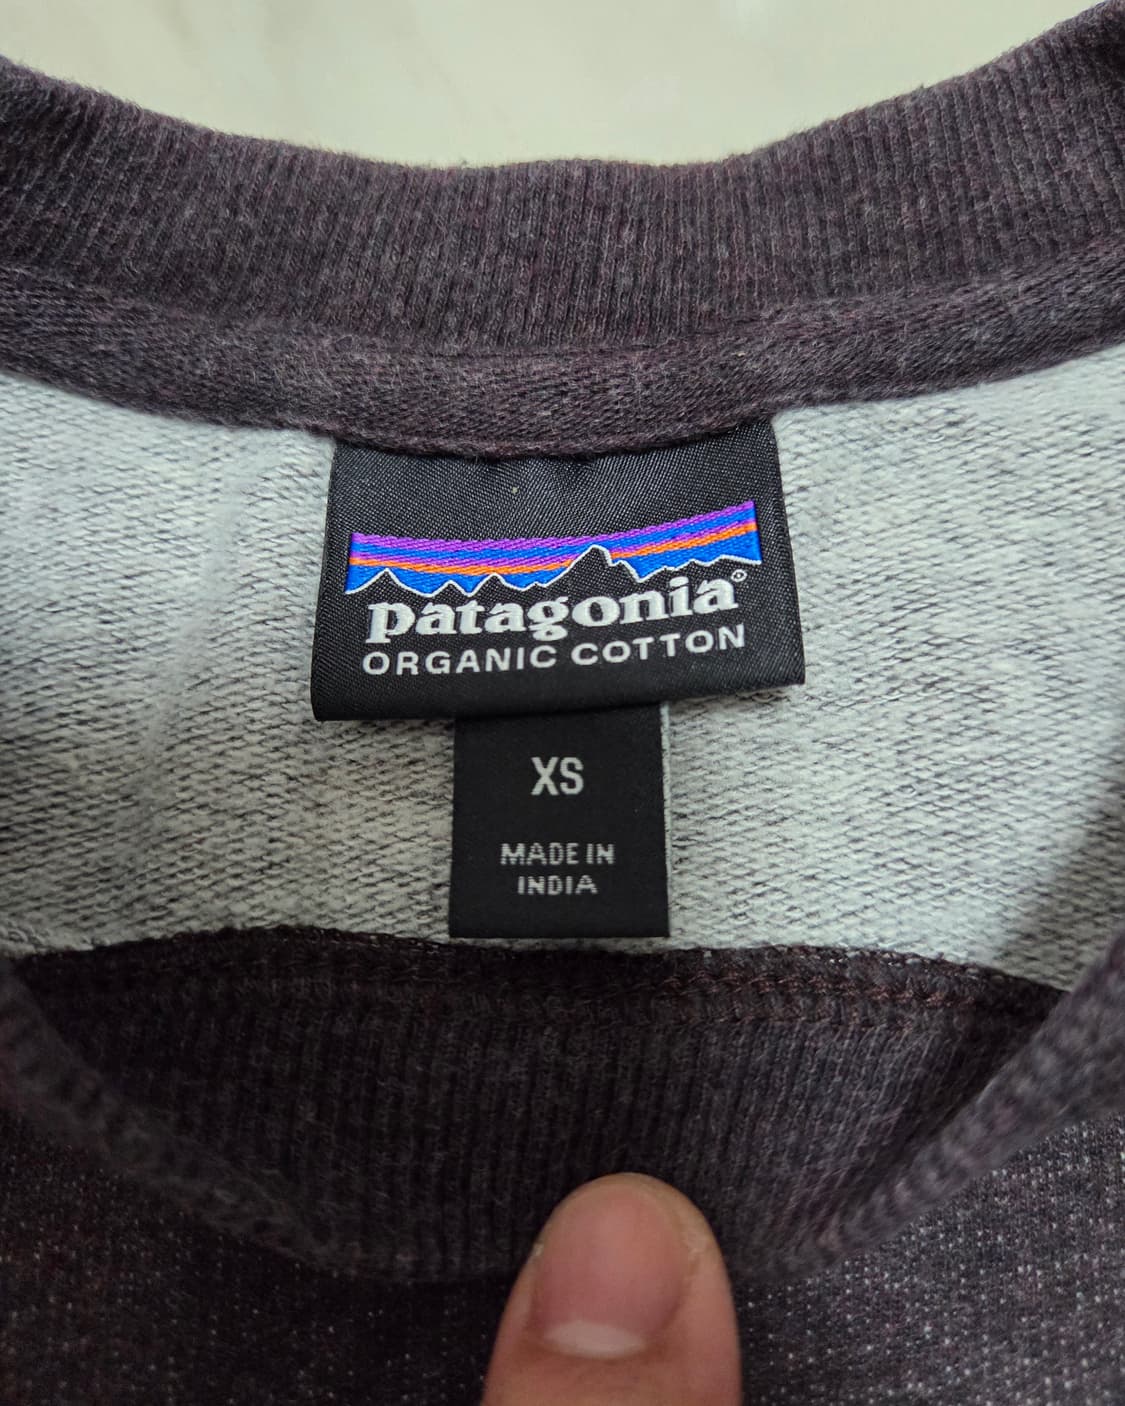 patagonia®
ORGANIC COTTON
XS
MADE IN
INDIA